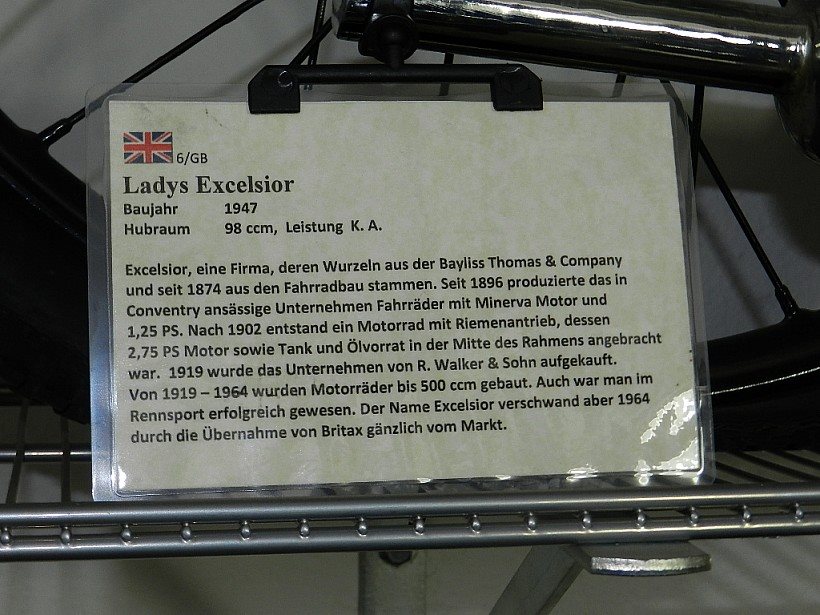 6/GB
Ladys Excelsior
Baujahr 1947
Hubraum 98 ccm, Leistung K. A.
Excelsior, eine Firma, deren Wurzeln aus der Bayliss Thomas & Company
und seit 1874 aus den Fahrradbau stammen. Seit 1896 produzierte das in
Conventry ansässige Unternehmen Fahrräder mit Minerva Motor und
1,25 PS. Nach 1902 entstand ein Motorrad mit Riemenantrieb, dessen
2,75 PS Motor sowie Tank und Ölvorrat in der Mitte des Rahmens angebracht
war. 1919 wurde das Unternehmen von R. Walker & Sohn aufgekauft.
Von 1919 – 1964 wurden Motorräder bis 500 ccm gebaut. Auch war man im
Rennsport erfolgreich gewesen. Der Name Excelsior verschwand aber 1964
durch die Übernahme von Britax gänzlich vom Markt.